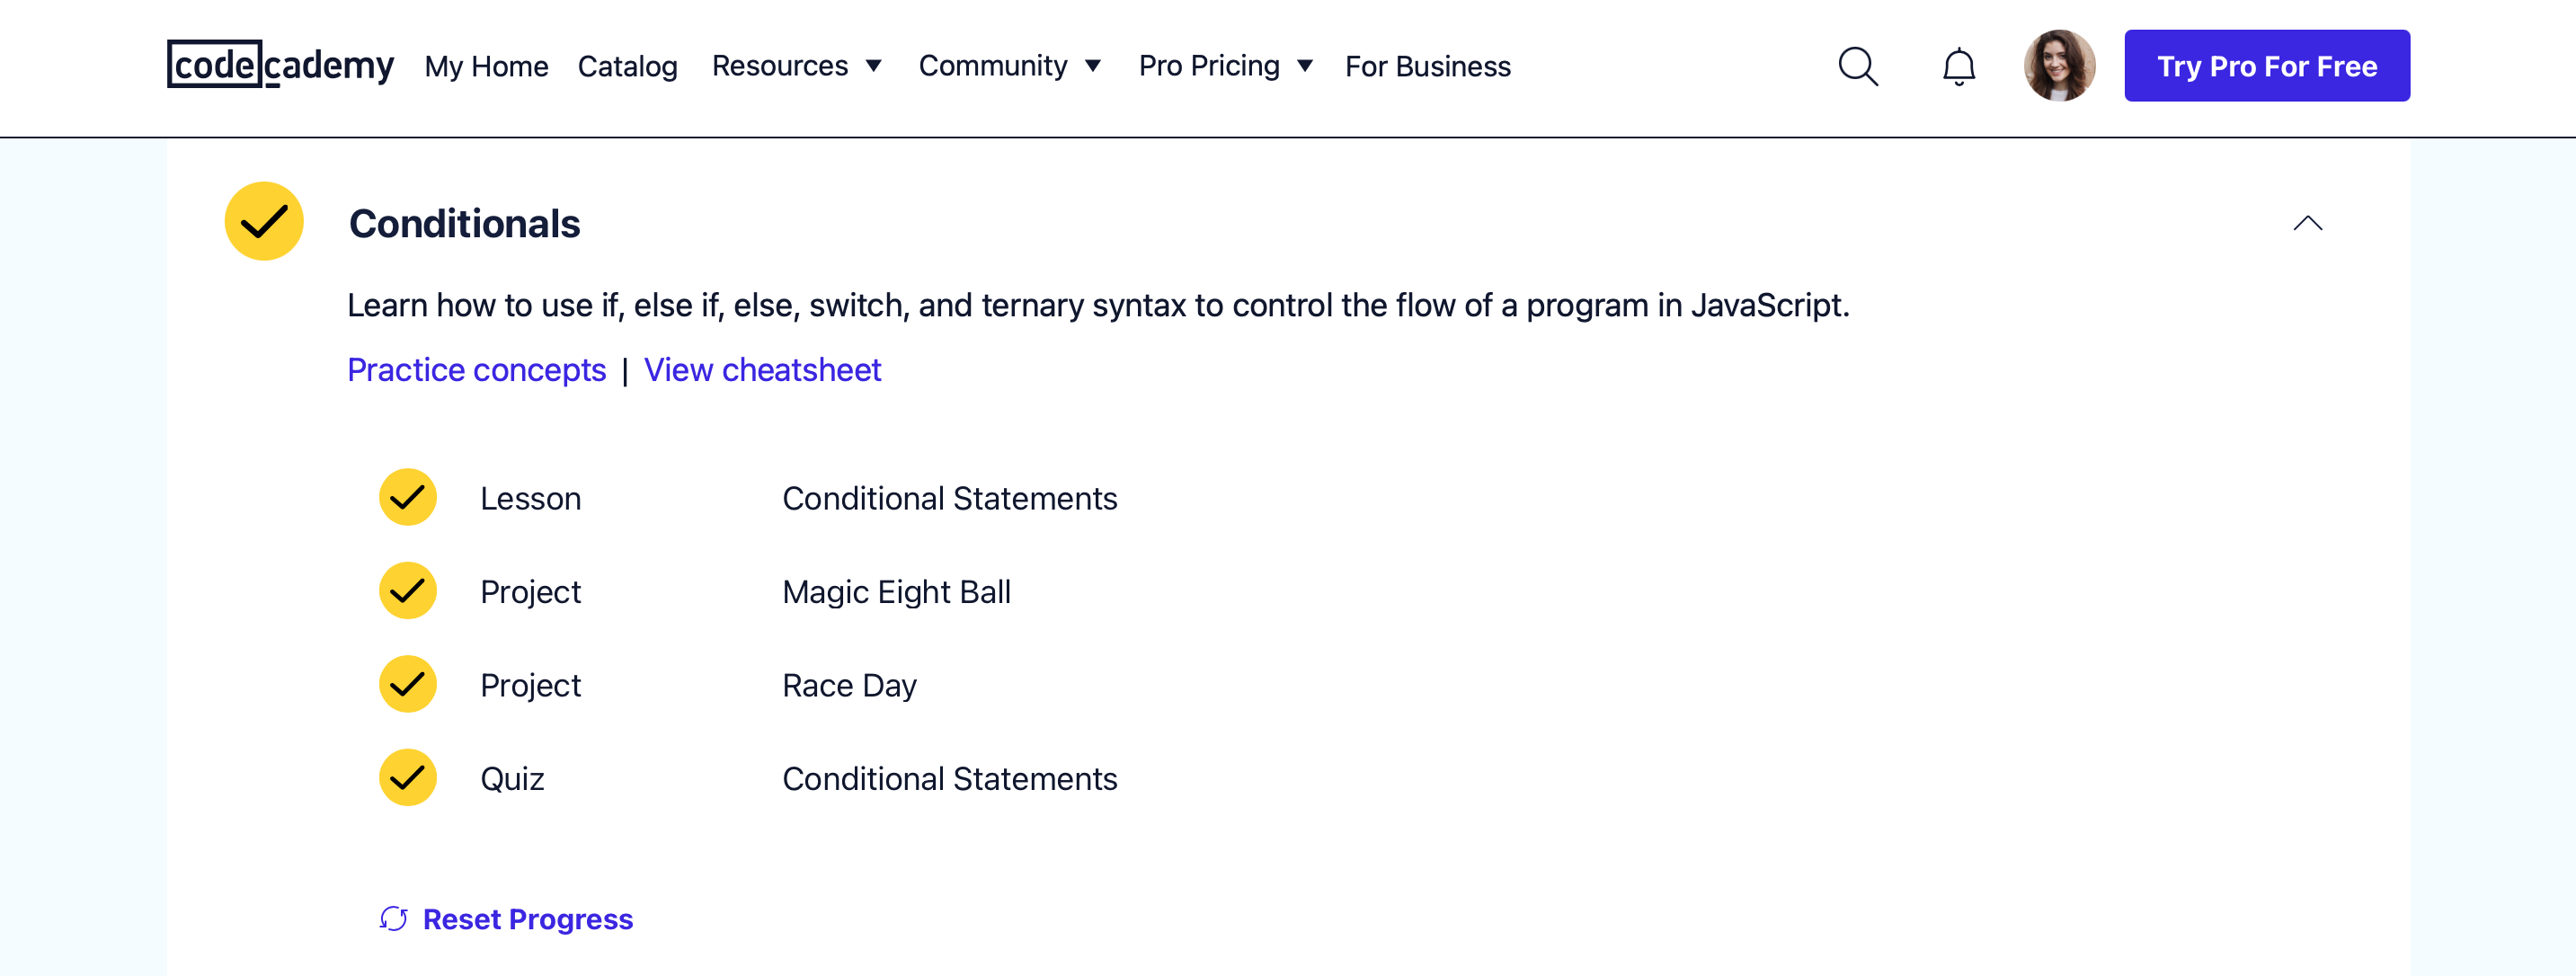 codecademy My Home Catalog Resources Community Pro Pricing For Business Try Pro For Free
Conditionals
Learn how to use if, else if, else, switch, and ternary syntax to control the flow of a program in JavaScript.
Practice concepts | View cheatsheet
Lesson Conditional Statements
Project Magic Eight Ball
Project Race Day
Quiz Conditional Statements
Reset Progress